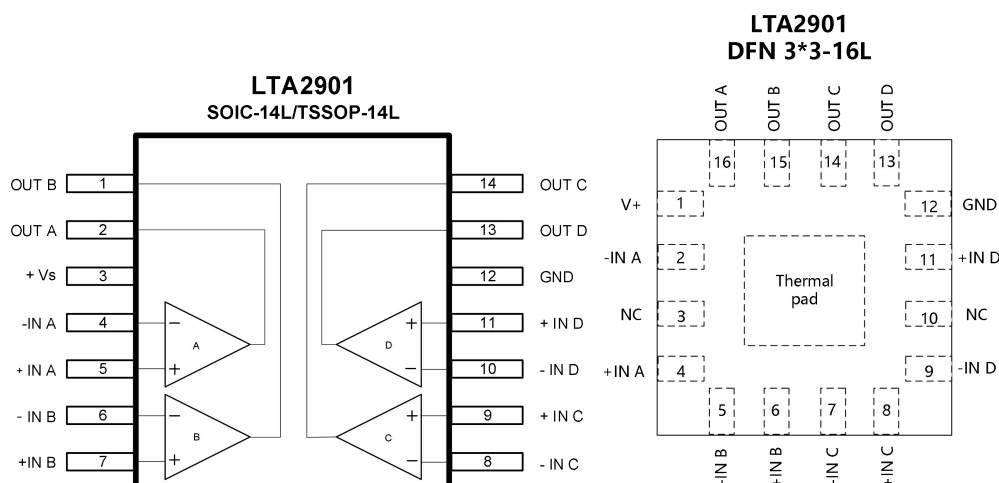 LTA2901
SOIC-14L/TSSOP-14L
OUT B 1
OUT A 2
+ Vs 3
-IN A 4
+ IN A 5
- IN B 6
+IN B 7
14 OUT C
13 OUT D
12 GND
11 + IN D
10 - IN D
9 + IN C
8 - IN C
- + A
- + B
+ - D
+ - C
LTA2901
DFN 3*3-16L
OUT A
OUT B
OUT C
OUT D
16 15 14 13
V+ 1
-IN A 2
NC 3
+IN A 4
12 GND
11 +IN D
10 NC
9 -IN D
Thermal
pad
5 6 7 8
-IN B
+IN B
-IN C
+IN C